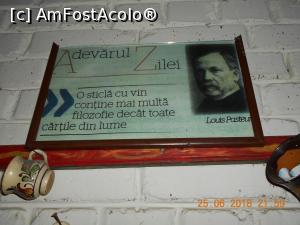 [c] AmFostAcolo®
Adevărul Zilei
O sticlă cu vin
conține mai multă
filozofie decât toate
cărțile din lume
Louis Pasteur
25 06 2016 21:58